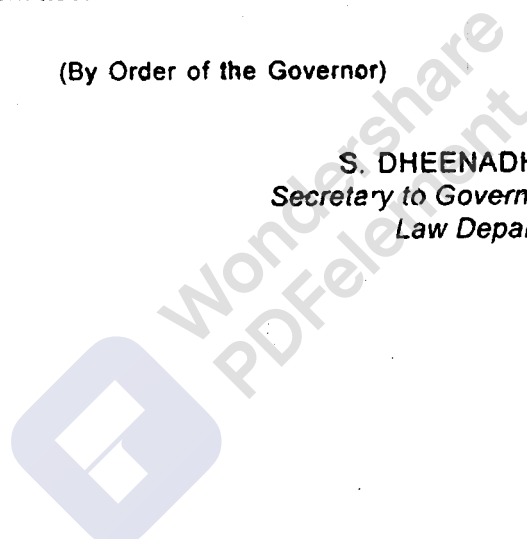 (By Order of the Governor)
S. DHEENADH
Secretary to Govern
Law Depar
Wondershare
PDFelement